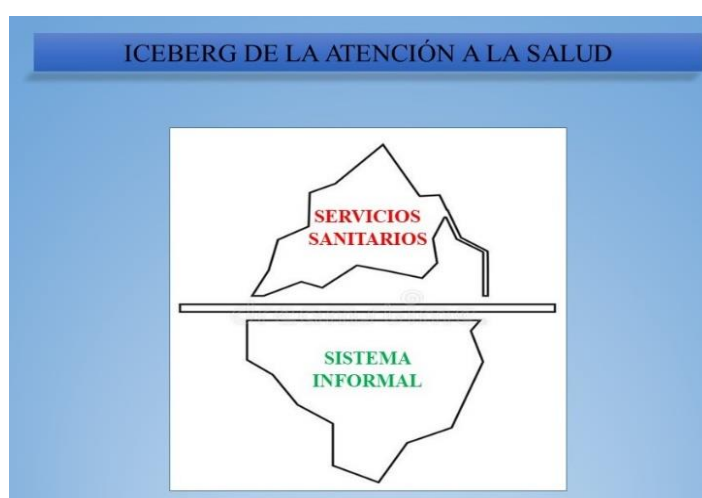 ICEBERG DE LA ATENCIÓN A LA SALUD
SERVICIOS
SANITARIOS
SISTEMA
INFORMAL